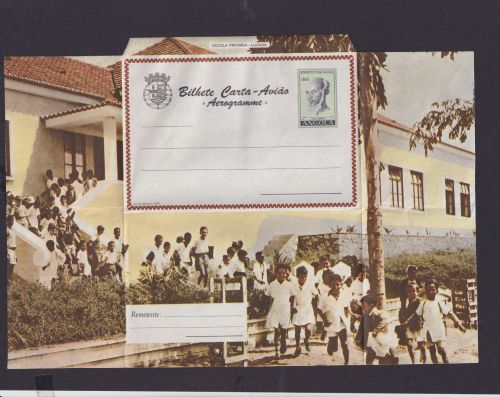 ESCOLA PRIMÁRIA - LUANDA
Bilhete Carta-Avião
Aerogramme
ANGOLA
Remetente: